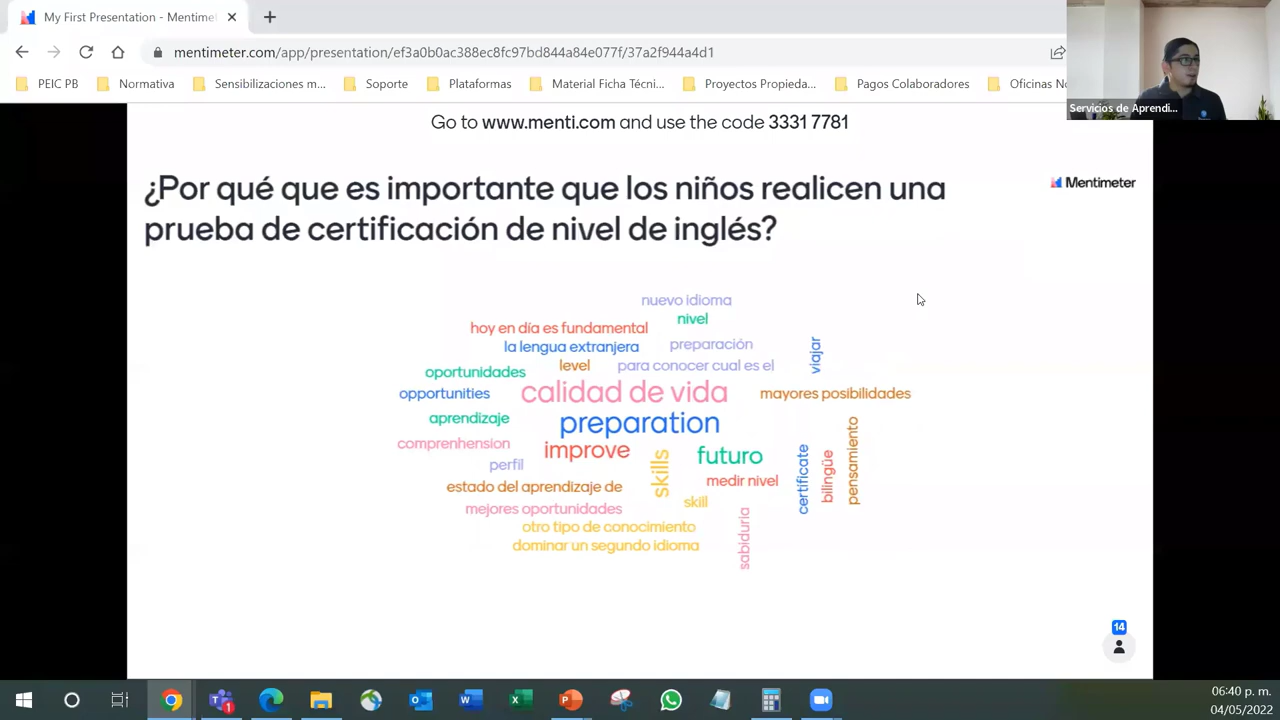 My First Presentation - Mentime
mentimeter.com/app/presentation/ef3a0b0ac388ec8fc97bd844a84e077f/37a2f944a4d1
PEIC PB
Normativa
Sensibilizaciones m...
Soporte
Plataformas
Material Ficha Técni...
Proyectos Propieda...
Pagos Colaboradores
Oficinas No
Servicios de Aprendi...
Go to www.menti.com and use the code 3331 7781
¿Por qué que es importante que los niños realicen una
prueba de certificación de nivel de inglés?
Mentimeter
nuevo idioma
nivel
hoy en día es fundamental
la lengua extranjera
preparación
viajar
level
para conocer cual es el
oportunidades
calidad de vida
opportunities
mayores posibilidades
aprendizaje
preparation
comprenhension
improve
futuro
perfil
skills
medir nivel
certificate
bilingüe
pensamiento
estado del aprendizaje de
skill
mejores oportunidades
otro tipo de conocimiento
sabiduria
dominar un segundo idioma
14
1
06:40 p. m.
04/05/2022